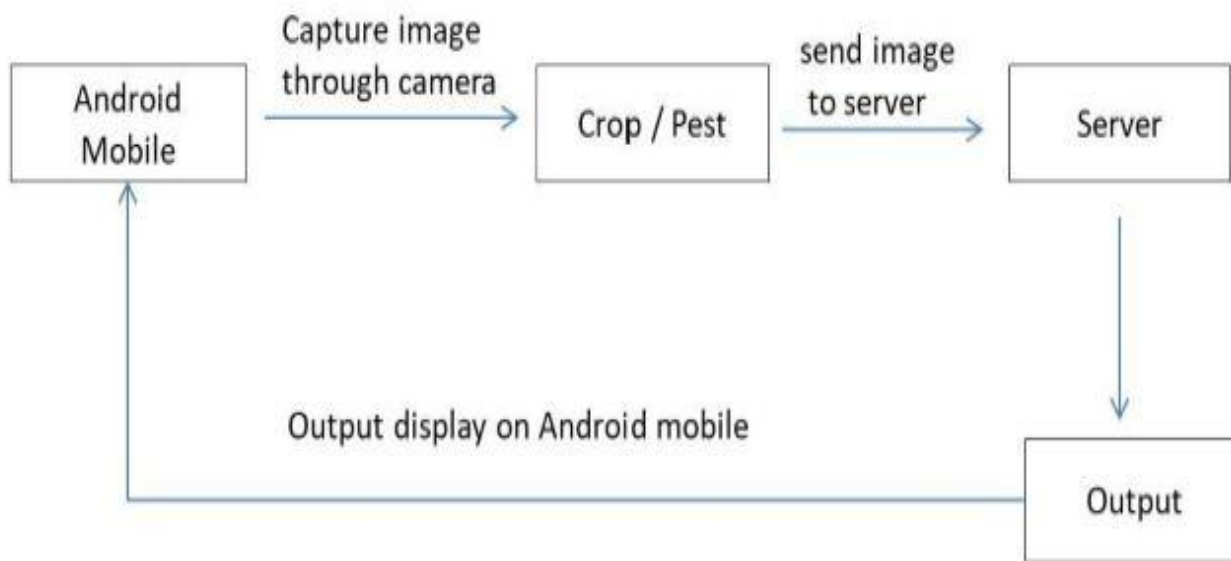 Android
Mobile
Capture image
through camera
Crop / Pest
send image
to server
Server
Output display on Android mobile
Output